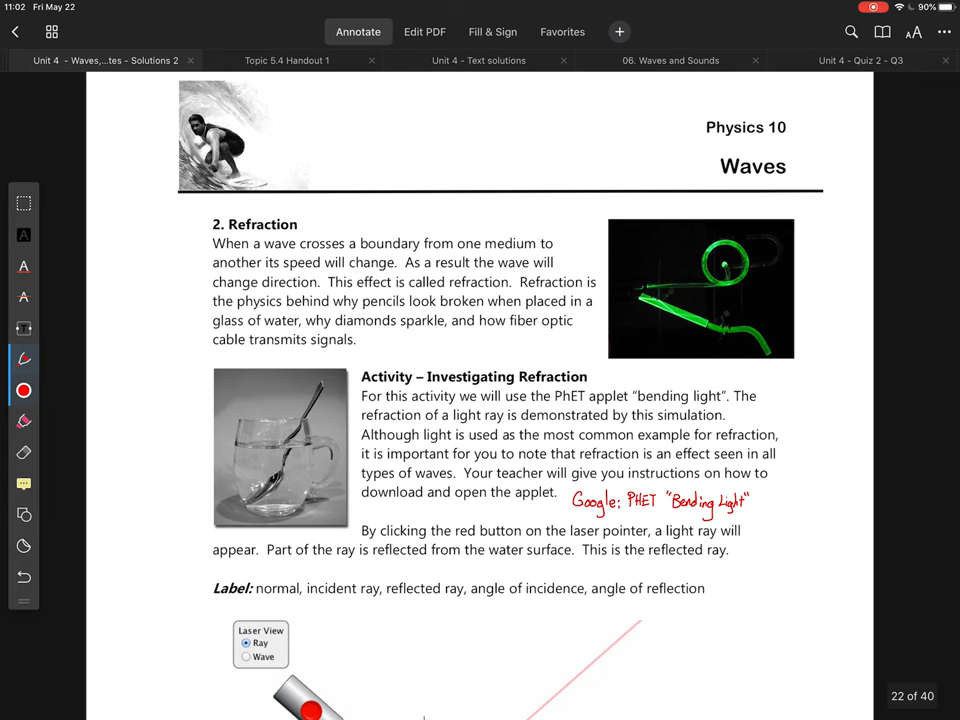 11:02 Fri May 22
90%
Annotate Edit PDF Fill & Sign Favorites
AA
Unit 4 - Waves,...tes - Solutions 2
Topic 5.4 Handout 1
Unit 4 - Text solutions
06. Waves and Sounds
Unit 4 - Quiz 2 - Q3
Physics 10
Waves
2. Refraction
When a wave crosses a boundary from one medium to
another its speed will change. As a result the wave will
change direction. This effect is called refraction. Refraction is
the physics behind why pencils look broken when placed in a
glass of water, why diamonds sparkle, and how fiber optic
cable transmits signals.
Activity – Investigating Refraction
For this activity we will use the PhET applet “bending light”. The
refraction of a light ray is demonstrated by this simulation.
Although light is used as the most common example for refraction,
it is important for you to note that refraction is an effect seen in all
types of waves. Your teacher will give you instructions on how to
download and open the applet.
Google: PHET "Bending Light"
By clicking the red button on the laser pointer, a light ray will
appear. Part of the ray is reflected from the water surface. This is the reflected ray.
Label: normal, incident ray, reflected ray, angle of incidence, angle of reflection
Laser View
Ray
Wave
A
A
A
T
22 of 40